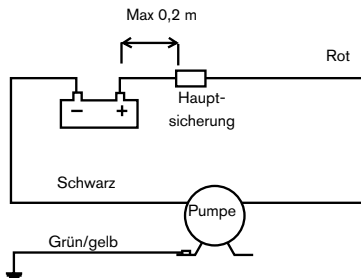 Max 0,2 m
Rot
Haupt-
sicherung
− +
Schwarz
Pumpe
Grün/gelb